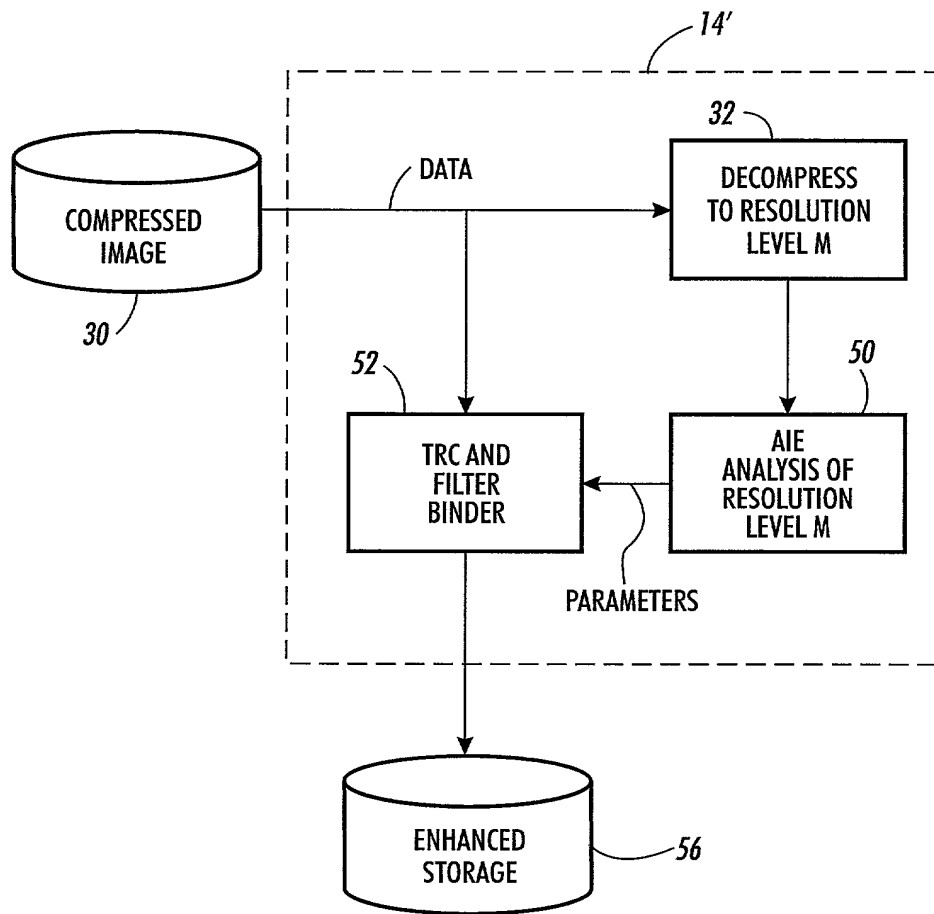 14'
32
DATA
DECOMPRESS
TO RESOLUTION
LEVEL M
COMPRESSED
IMAGE
30
52
50
TRC AND
FILTER
BINDER
AIE
ANALYSIS OF
RESOLUTION
LEVEL M
PARAMETERS
ENHANCED
STORAGE
56